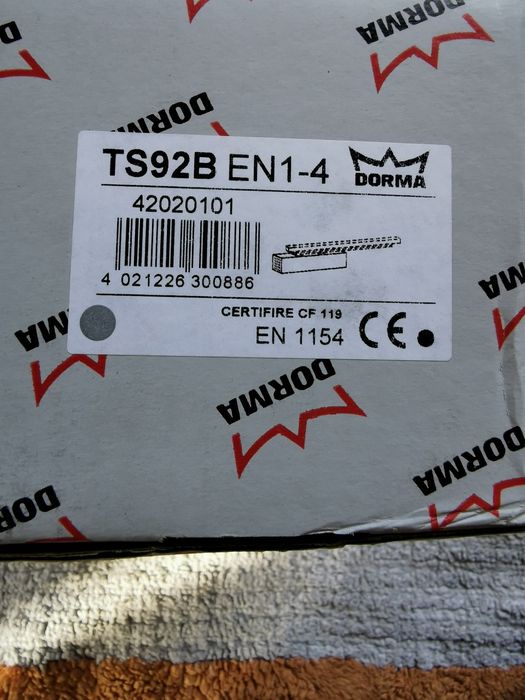 DORMA
DORMA
TS92B EN1-4
DORMA
42020101
4 021226 300886
CERTIFIRE CF 119
EN 1154 CE
DORMA
DORMA
DORMA
DORMA
DORMA